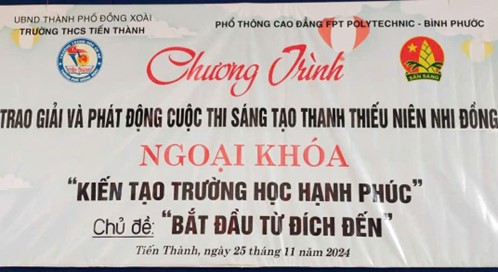 UBND THÀNH PHỐ ĐỒNG XOÀI
TRƯỜNG THCS TIẾN THÀNH
PHỔ THÔNG CAO ĐẲNG FPT POLYTECHNIC - BÌNH PHƯỚC
Chương Trình
SẴN SÀNG
TRAO GIẢI VÀ PHÁT ĐỘNG CUỘC THI SÁNG TẠO THANH THIẾU NIÊN NHI ĐỒNG
NGOẠI KHÓA
"KIẾN TẠO TRƯỜNG HỌC HẠNH PHÚC"
Chủ đề: "BẮT ĐẦU TỪ ĐÍCH ĐẾN"
Tiến Thành, ngày 25 tháng 11 năm 2024